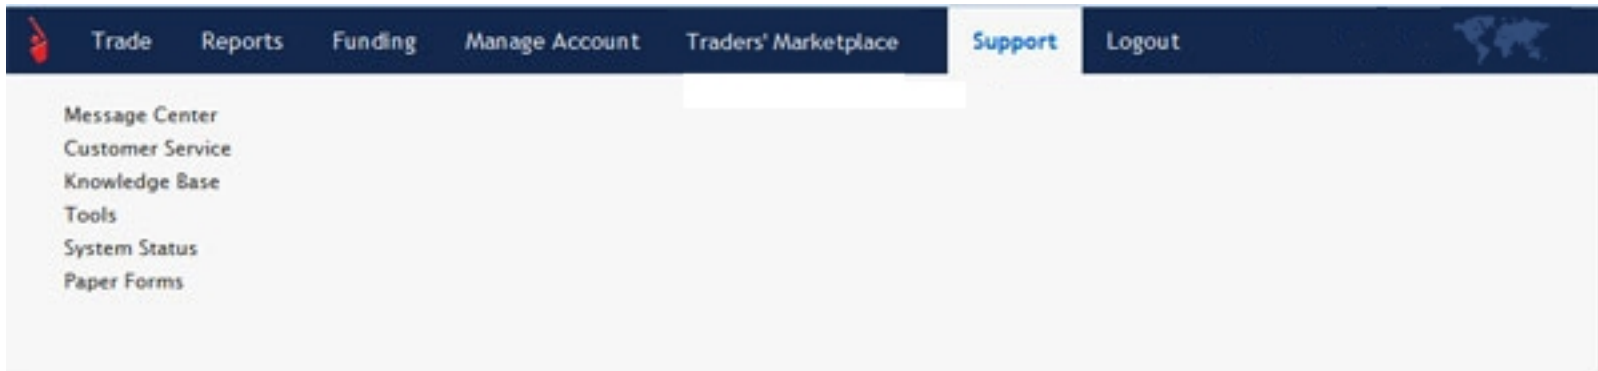 Trade Reports Funding Manage Account Traders' Marketplace Support Logout
Message Center
Customer Service
Knowledge Base
Tools
System Status
Paper Forms